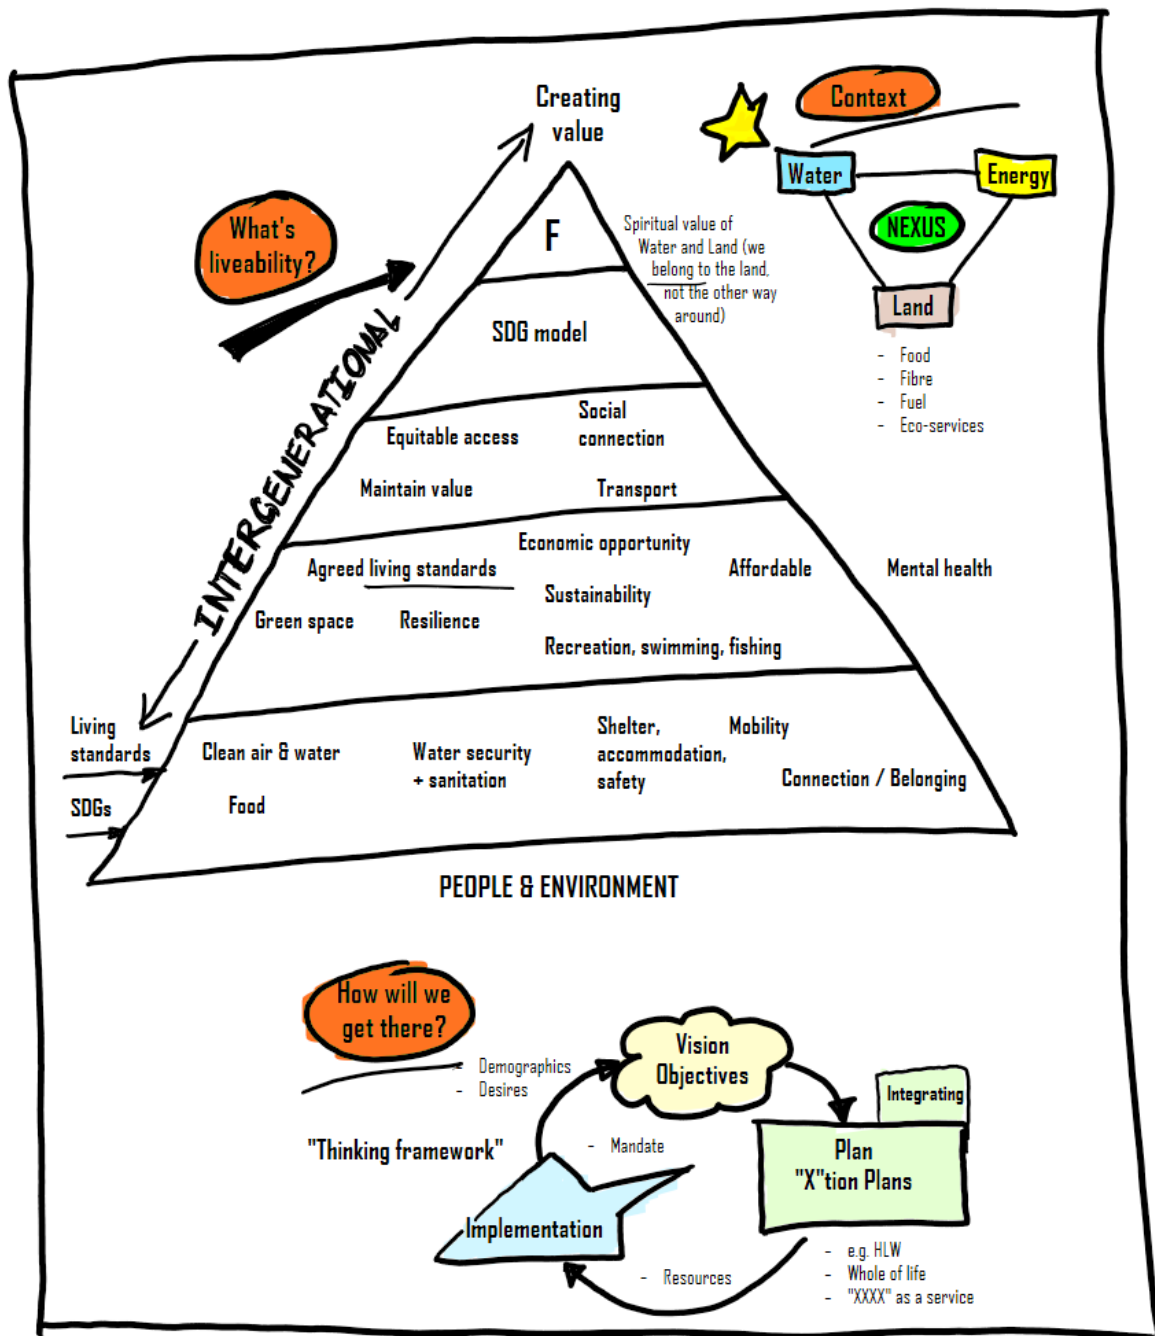 Creating
value
Context
What's
liveability?
Water
Energy
NEXUS
Land
- Food
- Fibre
- Fuel
- Eco-services
F
Spiritual value of
Water and Land (we
belong to the land,
not the other way
around)
SDG model
INTERGENERATIONAL
Social
connection
Equitable access
Maintain value
Transport
Economic opportunity
Agreed living standards
Affordable
Mental health
Sustainability
Green space
Resilience
Recreation, swimming, fishing
Living
standards
SDGs
Clean air & water
Water security
+ sanitation
Shelter,
accommodation,
safety
Mobility
Connection / Belonging
Food
PEOPLE & ENVIRONMENT
How will we
get there?
- Demographics
- Desires
"Thinking framework"
Vision
Objectives
- Mandate
Integrating
Plan
"X"tion Plans
Implementation
- Resources
- e.g. HLW
- Whole of life
- "XXXX" as a service